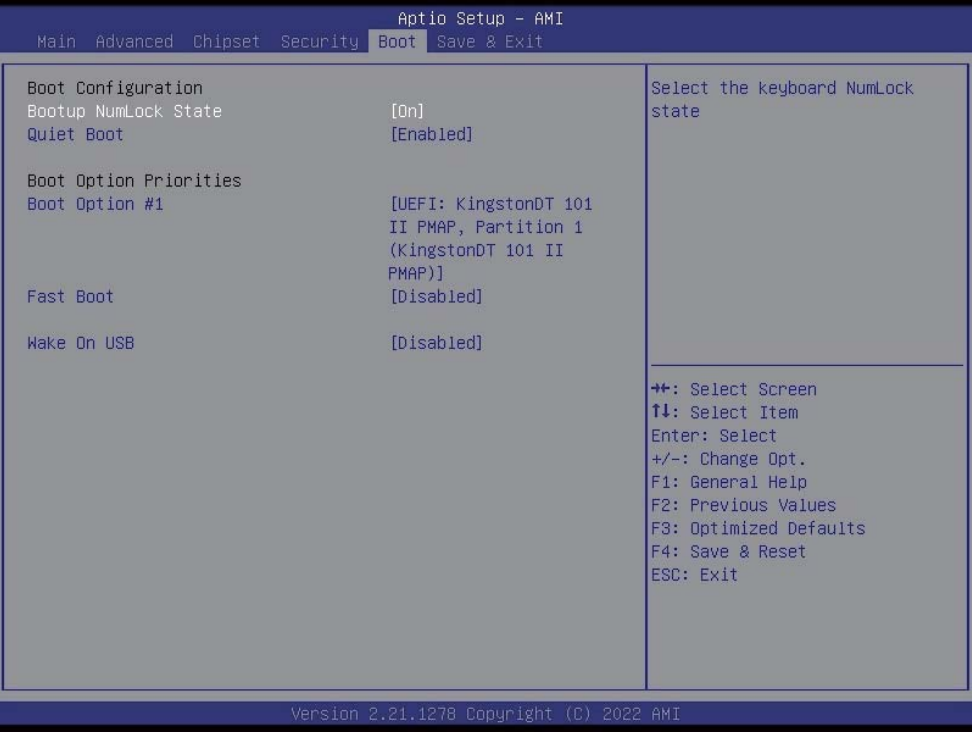 Aptio Setup - AMI
Main Advanced Chipset Security Boot Save & Exit
Boot Configuration
Bootup NumLock State [On]
Quiet Boot [Enabled]
Boot Option Priorities
Boot Option #1 [UEFI: KingstonDT 101
II PMAP, Partition 1
(KingstonDT 101 II
PMAP)]
Fast Boot [Disabled]
Wake On USB [Disabled]
Select the keyboard NumLock
state
→←: Select Screen
↑↓: Select Item
Enter: Select
+/-: Change Opt.
F1: General Help
F2: Previous Values
F3: Optimized Defaults
F4: Save & Reset
ESC: Exit
Version 2.21.1278 Copyright (C) 2022 AMI